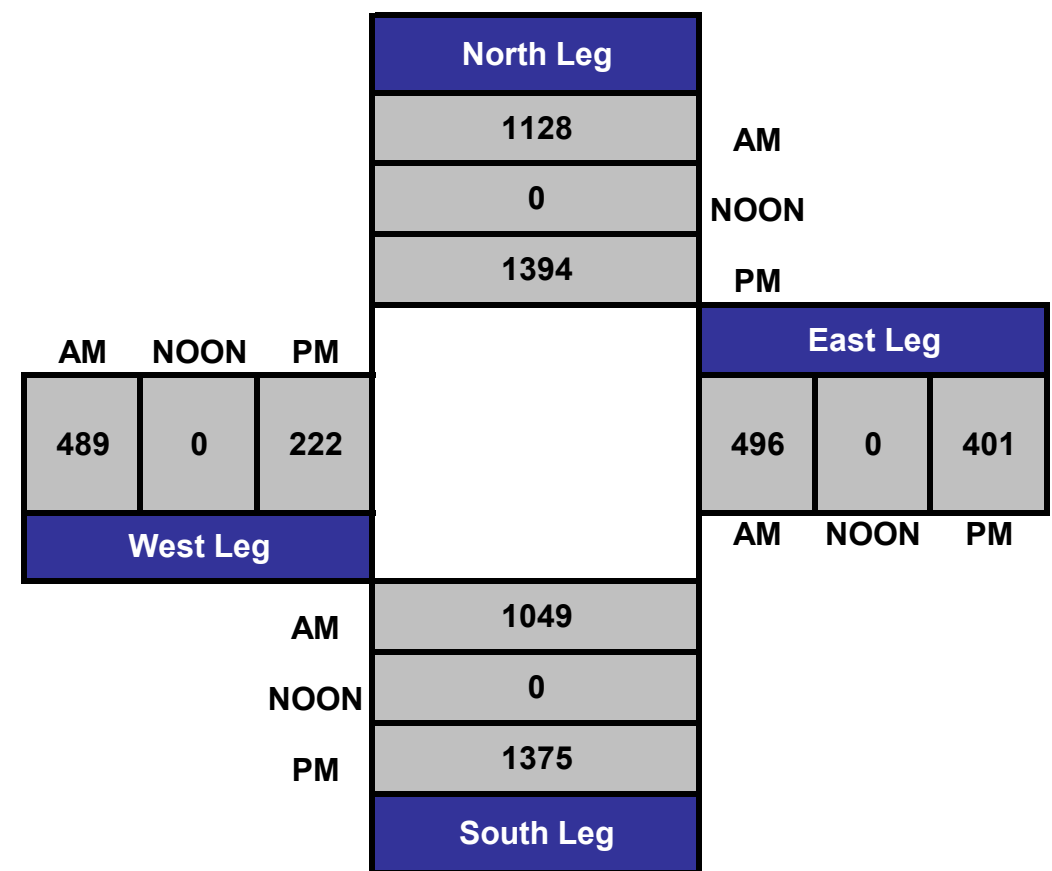 North Leg
1128
AM
0
NOON
1394
PM
AM NOON PM
East Leg
489 0 222
496 0 401
West Leg
AM NOON PM
1049
AM
0
NOON
1375
PM
South Leg